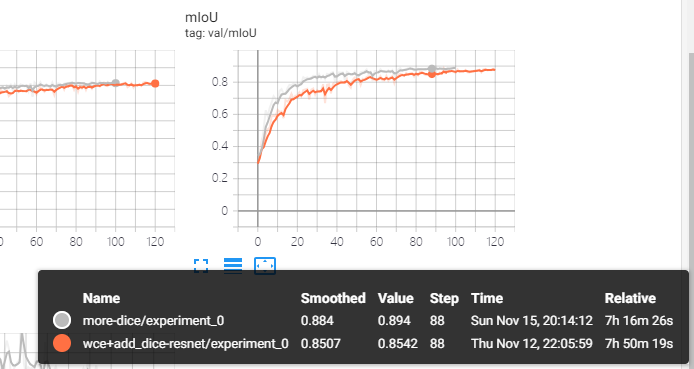 mIoU
tag: val/mIoU
0.8
0.6
0.4
0.2
0
0 20 40 60 80 100 120
60 80 100 120
Name Smoothed Value Step Time Relative
more-dice/experiment_0 0.884 0.894 88 Sun Nov 15, 20:14:12 7h 16m 26s
wce+add_dice-resnet/experiment_0 0.8507 0.8542 88 Thu Nov 12, 22:05:59 7h 50m 19s